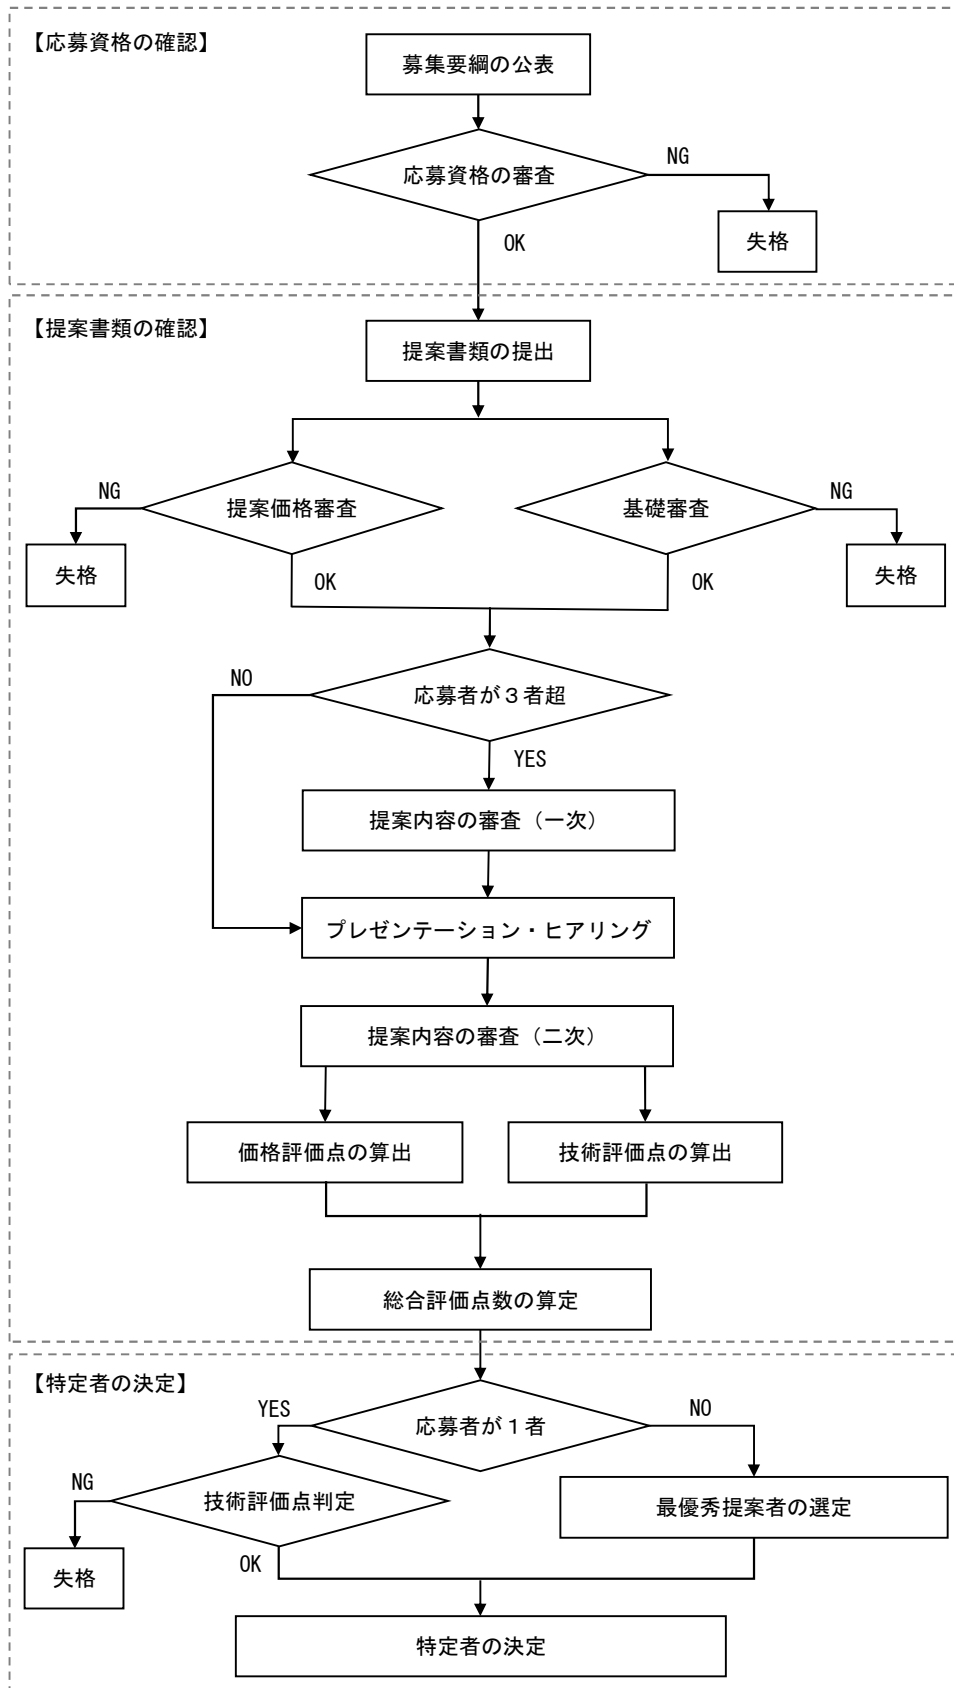 【応募資格の確認】
募集要綱の公表
応募資格の審査
NG
失格
OK
【提案書類の確認】
提案書類の提出
NG
提案価格審査
基礎審査
NG
失格
OK
OK
失格
NO
応募者が３者超
YES
提案内容の審査（一次）
プレゼンテーション・ヒアリング
提案内容の審査（二次）
価格評価点の算出
技術評価点の算出
総合評価点数の算定
【特定者の決定】
YES
応募者が１者
NO
NG
技術評価点判定
最優秀提案者の選定
OK
失格
特定者の決定